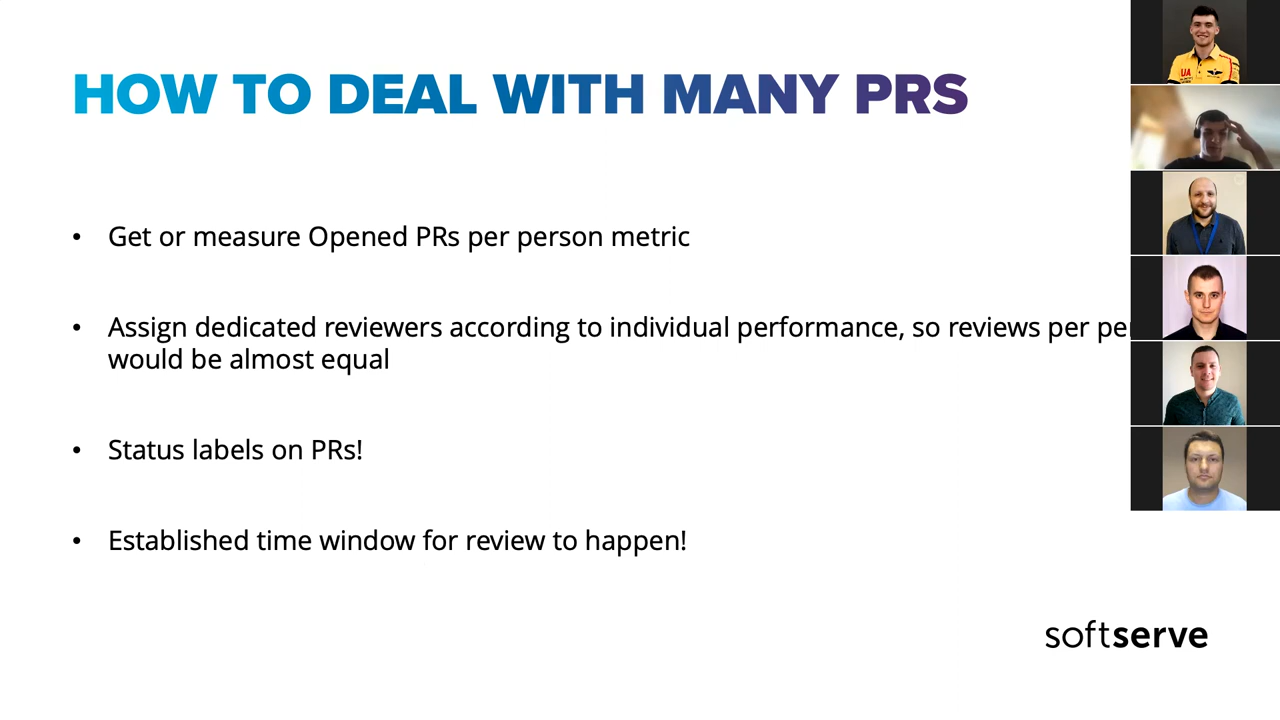 HOW TO DEAL WITH MANY PRS
• Get or measure Opened PRs per person metric
• Assign dedicated reviewers according to individual performance, so reviews per
would be almost equal
• Status labels on PRs!
• Established time window for review to happen!
UA
softserve